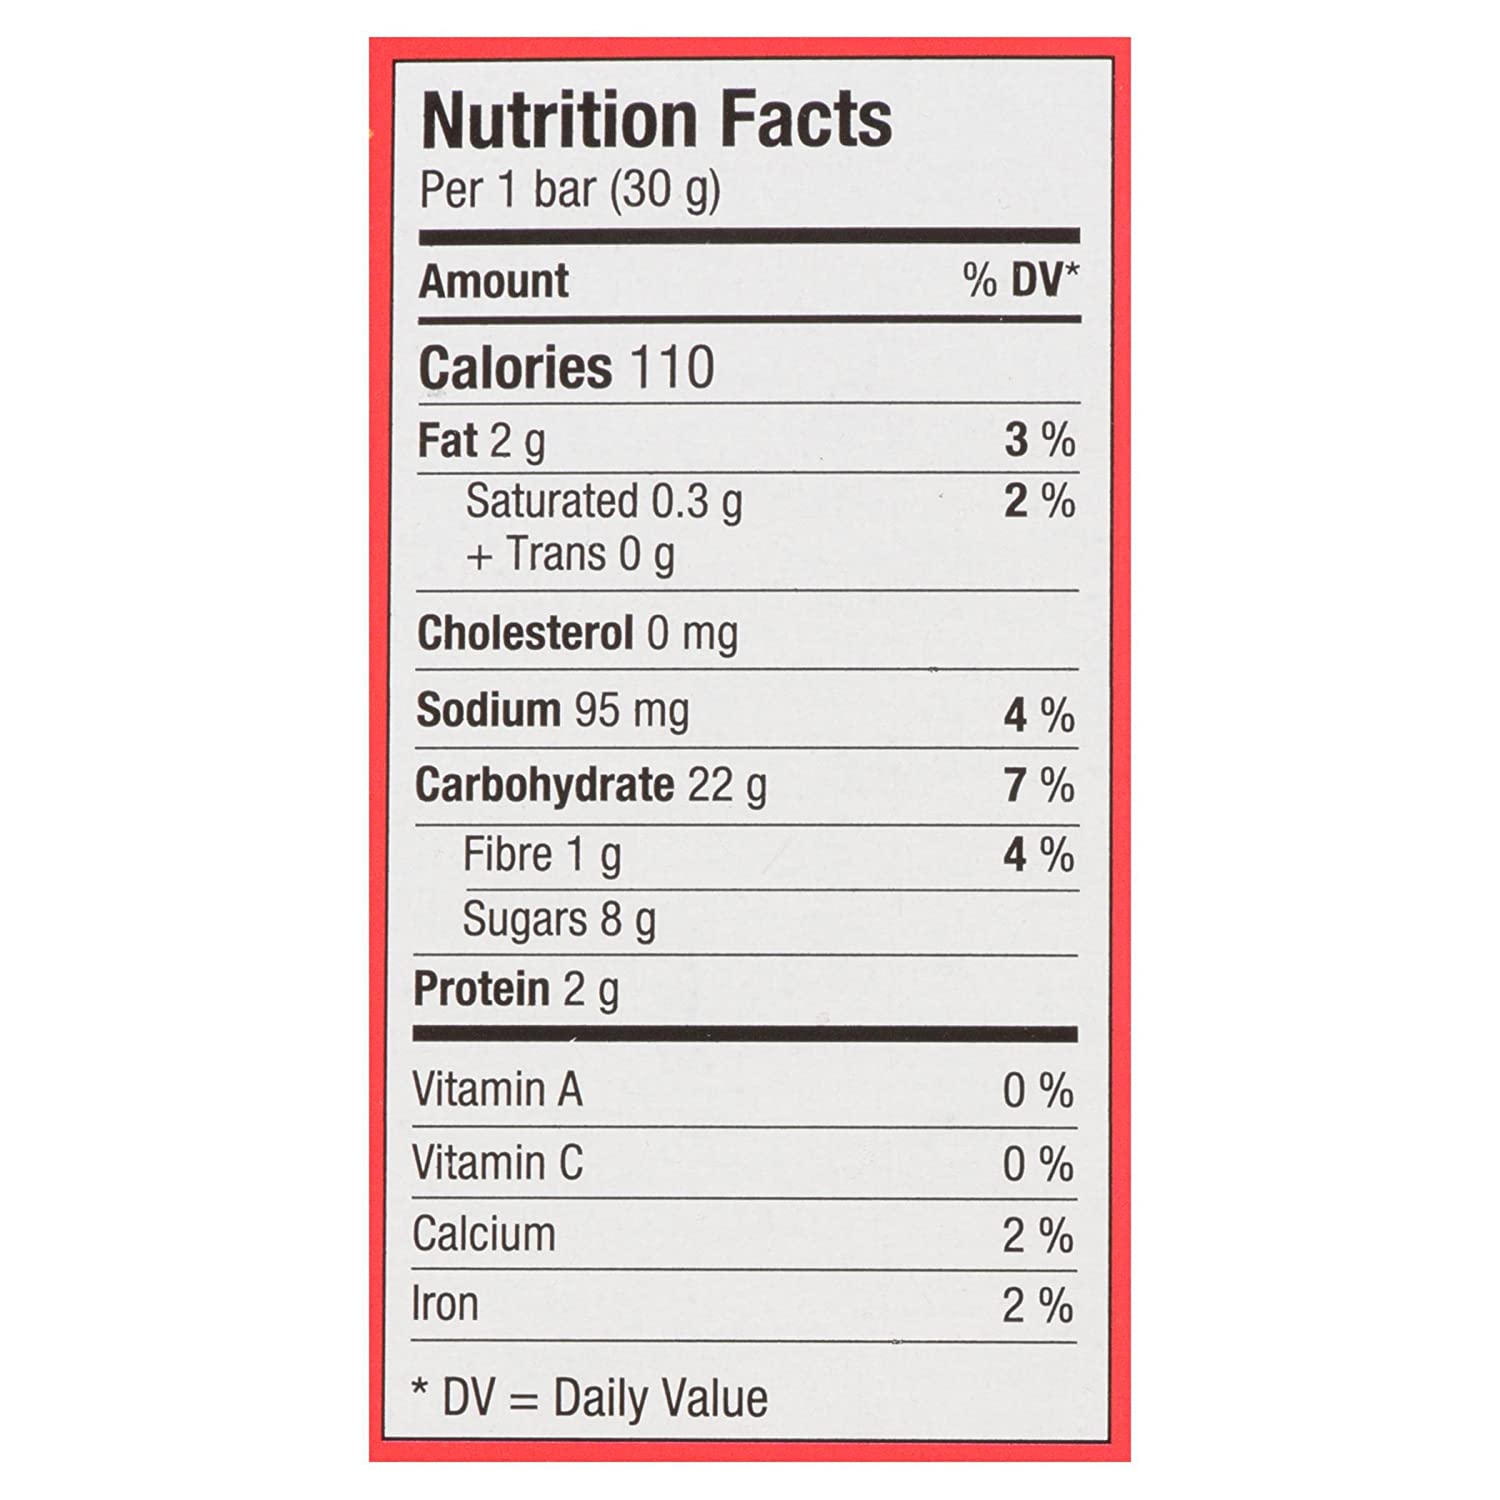 Nutrition Facts
Per 1 bar (30 g)
Amount % DV*
Calories 110
Fat 2 g 3 %
Saturated 0.3 g 2 %
+ Trans 0 g
Cholesterol 0 mg
Sodium 95 mg 4 %
Carbohydrate 22 g 7 %
Fibre 1 g 4 %
Sugars 8 g
Protein 2 g
Vitamin A 0 %
Vitamin C 0 %
Calcium 2 %
Iron 2 %
* DV = Daily Value